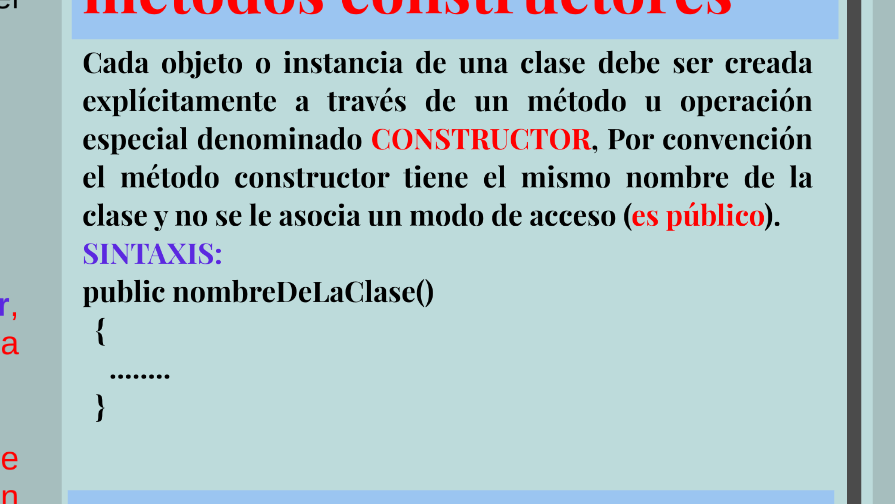 métodos constructores
Cada objeto o instancia de una clase debe ser creada
explícitamente a través de un método u operación
especial denominado CONSTRUCTOR, Por convención
el método constructor tiene el mismo nombre de la
clase y no se le asocia un modo de acceso (es público).
SINTAXIS:
public nombreDeLaClase()
{
........
}
r,
a
e
n